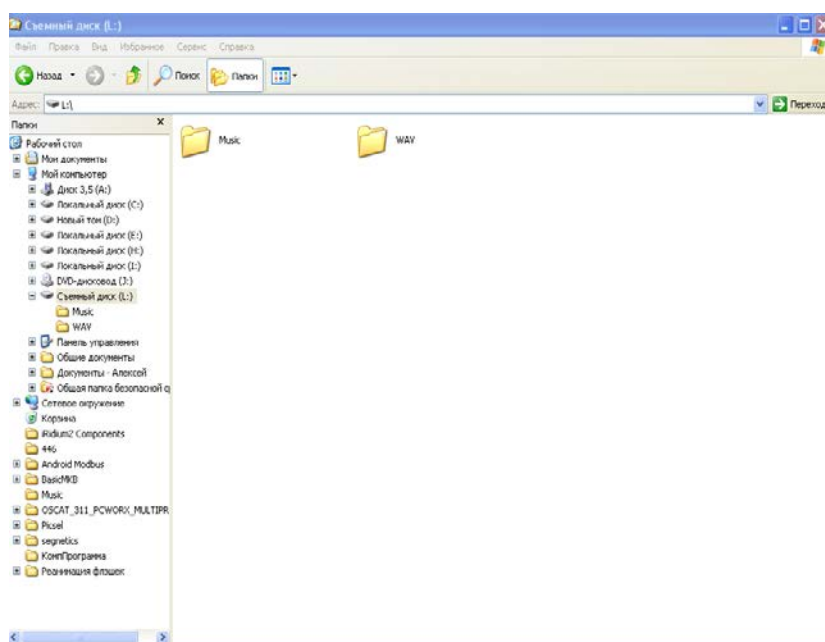 Съемный диск (L:)
Файл Правка Вид Избранное Сервис Справка
Назад Поиск Папки
Адрес: L:\ Переход
Папки x
Music
WAV
Рабочий стол
Мои документы
Мой компьютер
Диск 3,5 (A:)
Локальный диск (C:)
Новый том (D:)
Локальный диск (E:)
Локальный диск (H:)
Локальный диск (I:)
DVD-дисковод (J:)
Съемный диск (L:)
Music
WAV
Панель управления
Общие документы
Документы - Алексей
Общая папка безопасной
Сетевое окружение
Корзина
iRidium2 Components
446
Android Modbus
BasicMKB
Music
OSCAT_311_PCWORX_MULTIPR
Picsel
segnetics
КомпПрограмма
Реанимация флэшек